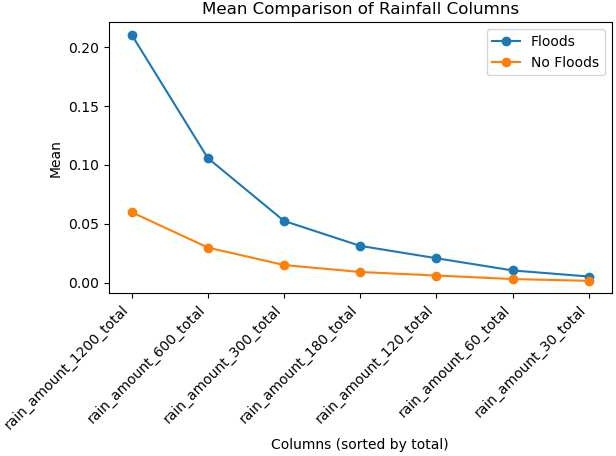 Mean Comparison of Rainfall Columns
Floods
No Floods
Mean
0.20
0.15
0.10
0.05
0.00
rain_amount_1200_total
rain_amount_600_total
rain_amount_300_total
rain_amount_180_total
rain_amount_120_total
rain_amount_60_total
rain_amount_30_total
Columns (sorted by total)